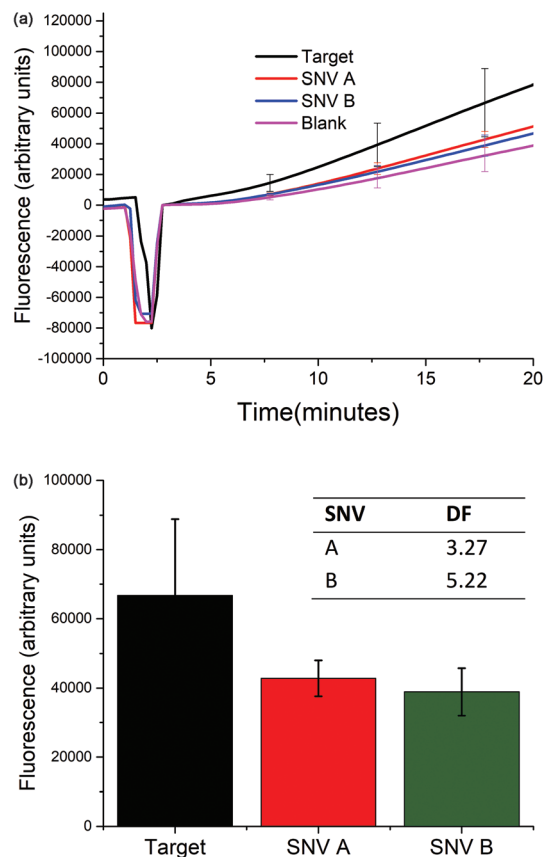 (a)
120000
100000
80000
60000
40000
20000
0
-20000
-40000
-60000
-80000
-100000
Fluorescence (arbitrary units)
Target
SNV A
SNV B
Blank
0 5 10 15 20
Time(minutes)
(b)
100000
80000
60000
40000
20000
0
Fluorescence (arbitrary units)
SNV DF
A 3.27
B 5.22
Target SNV A SNV B